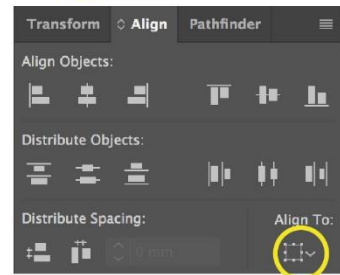 Transform Align Pathfinder
Align Objects:
Distribute Objects:
Distribute Spacing: Align To:
0 mm